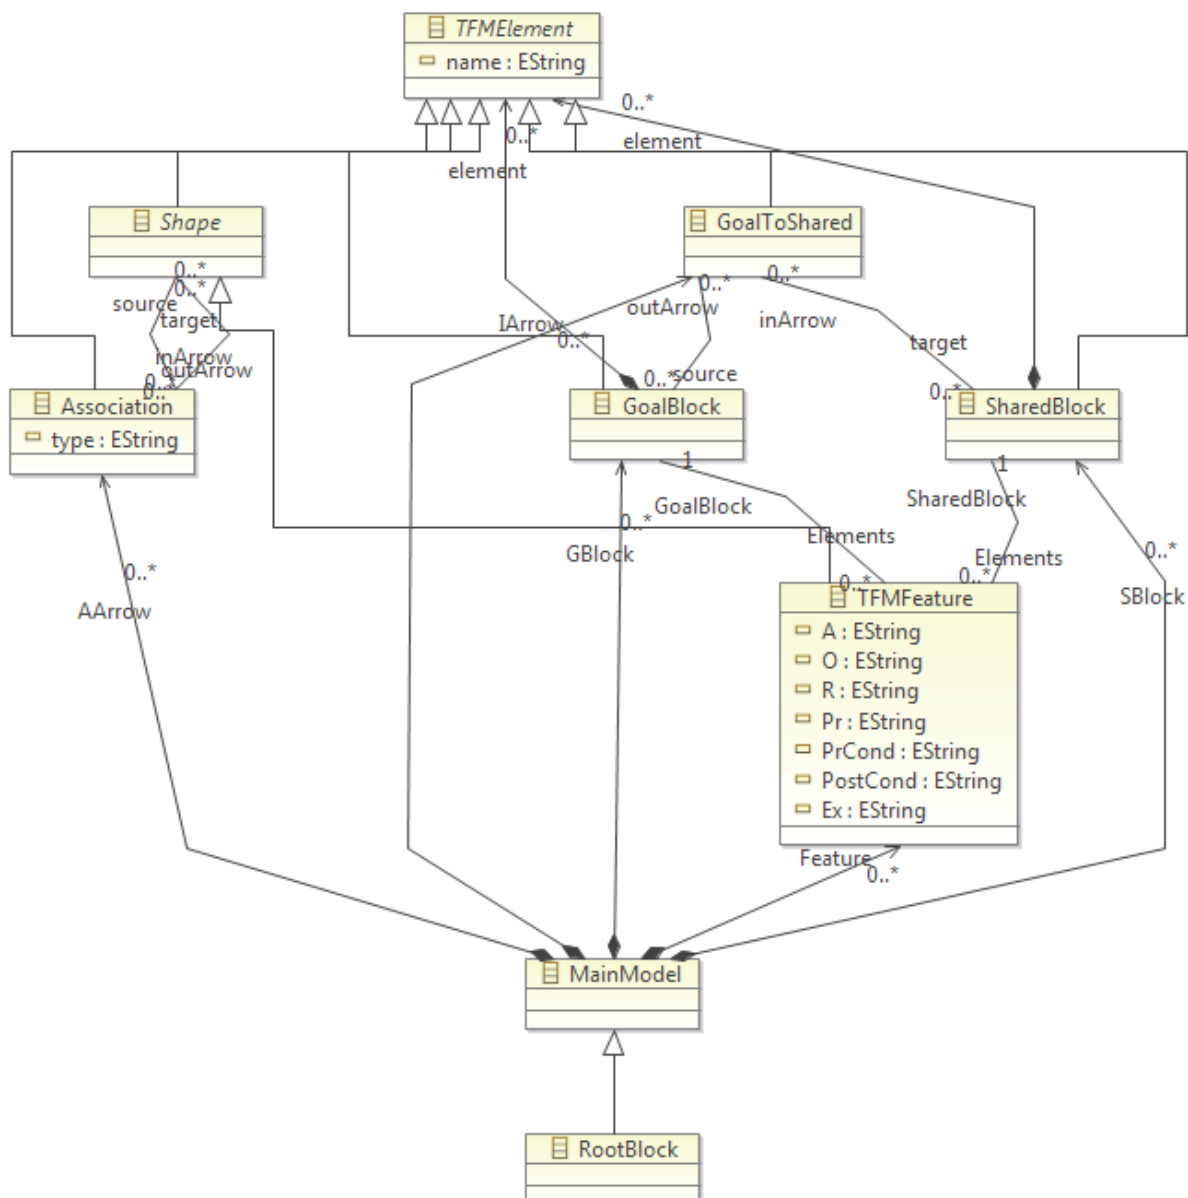 TFMElement
name : EString
0..*
0..*
element
element
Shape
GoalToShared
0..*
0..*
0..*
0..*
source
target
outArrow
inArrow
IArrow
0..*
target
inArrow
outArrow
0..*
source
0..*
0..*
0..*
Association
type : EString
GoalBlock
SharedBlock
1
1
GoalBlock
SharedBlock
0..*
GBlock
Elements
Elements
0..*
0..*
0..*
0..*
AArrow
SBlock
TFMFeature
A : EString
O : EString
R : EString
Pr : EString
PrCond : EString
PostCond : EString
Ex : EString
Feature
0..*
MainModel
RootBlock